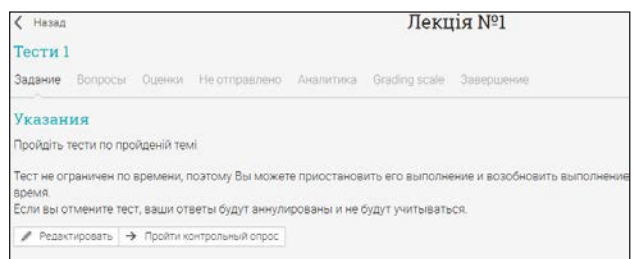 Назад
Лекція №1
Тести 1
Задание Вопросы Оценки Не отправлено Аналитика Grading scale Завершение
Указания
Пройдіть тести по пройденій темі
Тест не ограничен по времени, поэтому Вы можете приостановить его выполнение и возобновить выполнение
время.
Если вы отмените тест, ваши ответы будут аннулированы и не будут учитываться.
Редактировать → Пройти контрольный опрос